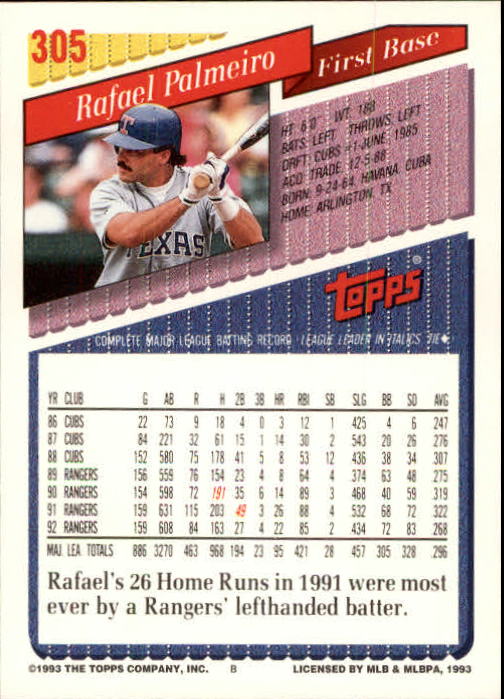 305
Rafael Palmeiro
First Base
HT 6'0" WT 188
BATS: LEFT THROWS: LEFT
DRFT: CUBS #1-JUNE, 1985
ACQ: TRADE, 12-5-88
BORN: 9-24-64, HAVANA, CUBA
HOME: ARLINGTON, TX
TEXAS
Topps®
COMPLETE MAJOR LEAGUE BATTING RECORD LEAGUE LEADER IN ITALICS TIE◆
YR CLUB G AB R H 2B 3B HR RBI SB SLG BB SO AVG
86 CUBS 22 73 9 18 4 0 3 12 1 .425 4 6 .247
87 CUBS 84 221 32 61 15 1 14 30 2 .543 20 26 .276
88 CUBS 152 580 75 178 41 5 8 53 12 .436 38 34 .307
89 RANGERS 156 559 76 154 23 4 8 64 4 .374 63 48 .275
90 RANGERS 154 598 72 191 35 6 14 89 3 .468 40 59 .319
91 RANGERS 159 631 115 203 49 3 26 88 4 .532 68 72 .322
92 RANGERS 159 608 84 163 27 4 22 85 2 .434 72 83 .268
MAJ. LEA. TOTALS 886 3270 463 968 194 23 95 421 28 .457 305 328 .296
Rafael's 26 Home Runs in 1991 were most
ever by a Rangers' lefthanded batter.
©1993 THE TOPPS COMPANY, INC. B LICENSED BY MLB & MLBPA, 1993